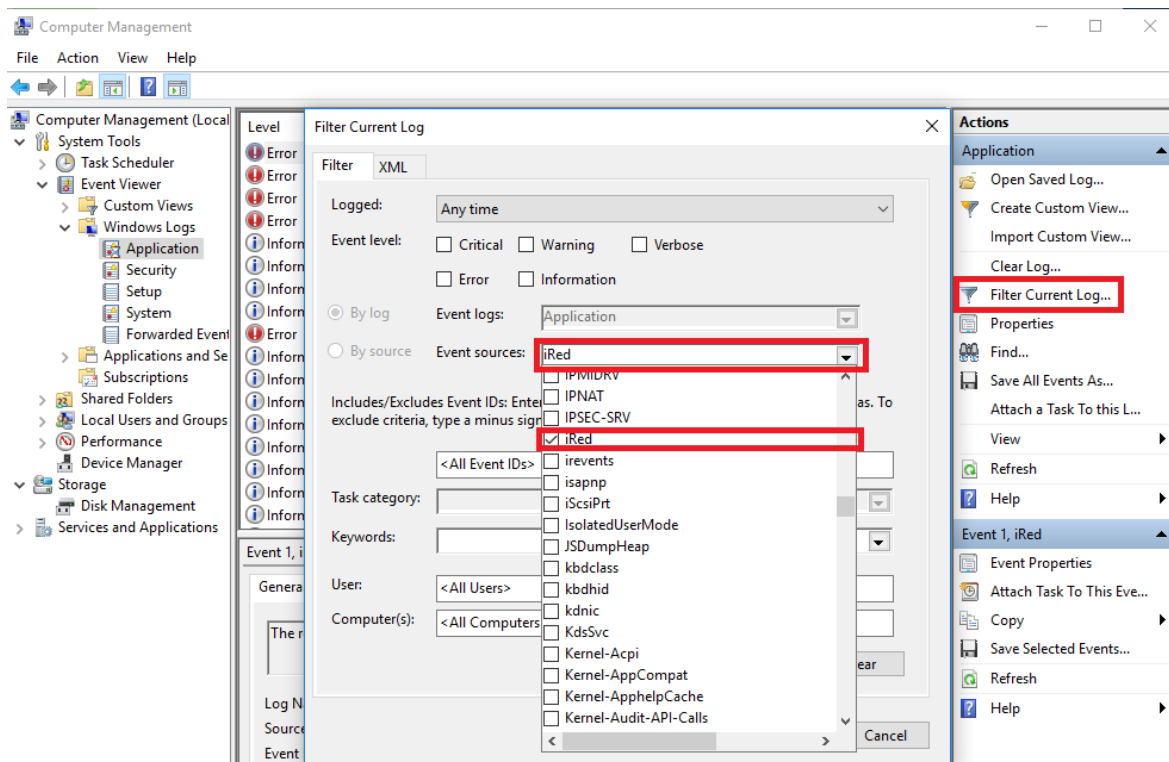 Computer Management
File Action View Help
Computer Management (Local
System Tools
Task Scheduler
Event Viewer
Custom Views
Windows Logs
Application
Security
Setup
System
Forwarded Event
Applications and Se
Subscriptions
Shared Folders
Local Users and Groups
Performance
Device Manager
Storage
Disk Management
Services and Applications
Level
Error
Error
Error
Error
Inforn
Inforn
Inforn
Inforn
Error
Inforn
Inforn
Inforn
Inforn
Inforn
Inforn
Inforn
Inforn
Event 1, i
Genera
The r
Log N
Source
Event
Filter Current Log
Filter XML
Logged: Any time
Event level: Critical Warning Verbose
Error Information
By log Event logs: Application
By source Event sources: iRed
Includes/Excludes Event IDs: Enter as. To
exclude criteria, type a minus sign
<All Event IDs>
Task category:
Keywords:
User: <All Users>
Computer(s): <All Computers
ear
Cancel
IPMIDRV
IPNAT
IPSEC-SRV
iRed
irevents
isapnp
iScsiPrt
IsolatedUserMode
JSDumpHeap
kbdclass
kbdhid
kdnic
KdsSvc
Kernel-Acpi
Kernel-AppCompat
Kernel-ApphelpCache
Kernel-Audit-API-Calls
Actions
Application
Open Saved Log...
Create Custom View...
Import Custom View...
Clear Log...
Filter Current Log...
Properties
Find...
Save All Events As...
Attach a Task To this L...
View
Refresh
Help
Event 1, iRed
Event Properties
Attach Task To This Eve...
Copy
Save Selected Events...
Refresh
Help